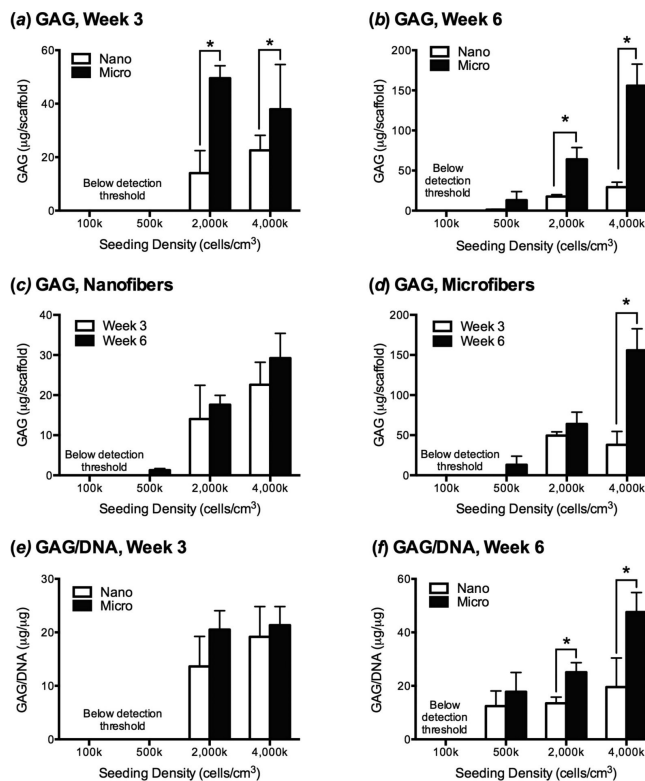 (a) GAG, Week 3
60
40
20
0
GAG (µg/scaffold)
Nano
Micro
*
*
Below detection
threshold
100k
500k
2,000k
4,000k
Seeding Density (cells/cm³)
(b) GAG, Week 6
200
150
100
50
0
GAG (µg/scaffold)
Nano
Micro
*
*
Below
detection
threshold
100k
500k
2,000k
4,000k
Seeding Density (cells/cm³)
(c) GAG, Nanofibers
40
30
20
10
0
GAG (µg/scaffold)
Week 3
Week 6
Below detection
threshold
100k
500k
2,000k
4,000k
Seeding Density (cells/cm³)
(d) GAG, Microfibers
200
150
100
50
0
GAG (µg/scaffold)
Week 3
Week 6
*
Below detection
threshold
100k
500k
2,000k
4,000k
Seeding Density (cells/cm³)
(e) GAG/DNA, Week 3
30
20
10
0
GAG/DNA (µg/µg)
Nano
Micro
Below detection
threshold
100k
500k
2,000k
4,000k
Seeding Density (cells/cm³)
(f) GAG/DNA, Week 6
60
40
20
0
GAG/DNA (µg/µg)
Nano
Micro
*
*
Below
detection
threshold
100k
500k
2,000k
4,000k
Seeding Density (cells/cm³)